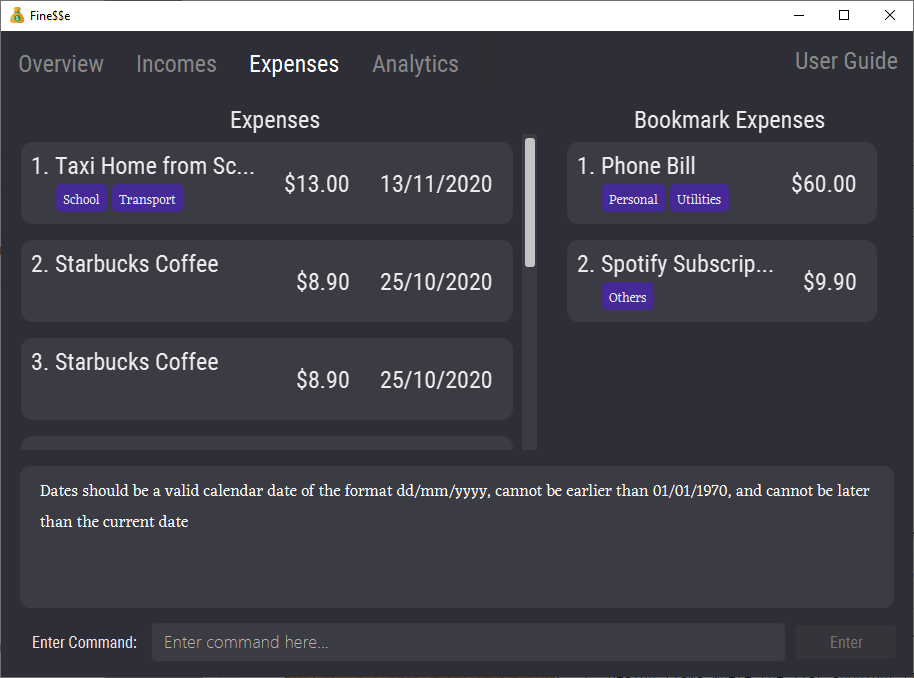 Fine$$e
Overview Incomes Expenses Analytics User Guide
Expenses
1. Taxi Home from Sc... $13.00 13/11/2020
School Transport
2. Starbucks Coffee $8.90 25/10/2020
3. Starbucks Coffee $8.90 25/10/2020
Bookmark Expenses
1. Phone Bill $60.00
Personal Utilities
2. Spotify Subscrip... $9.90
Others
Dates should be a valid calendar date of the format dd/mm/yyyy, cannot be earlier than 01/01/1970, and cannot be later
than the current date
Enter Command: Enter command here... Enter